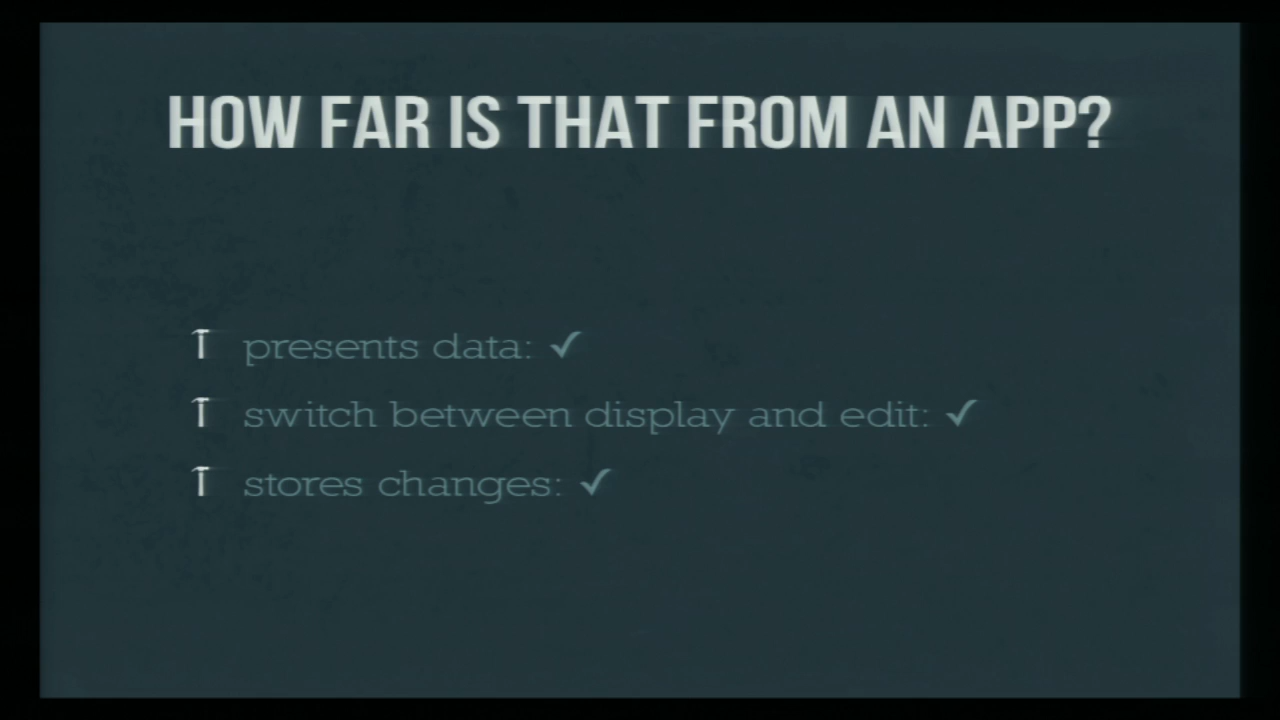 HOW FAR IS THAT FROM AN APP?
presents data: ✓
switch between display and edit: ✓
stores changes: ✓